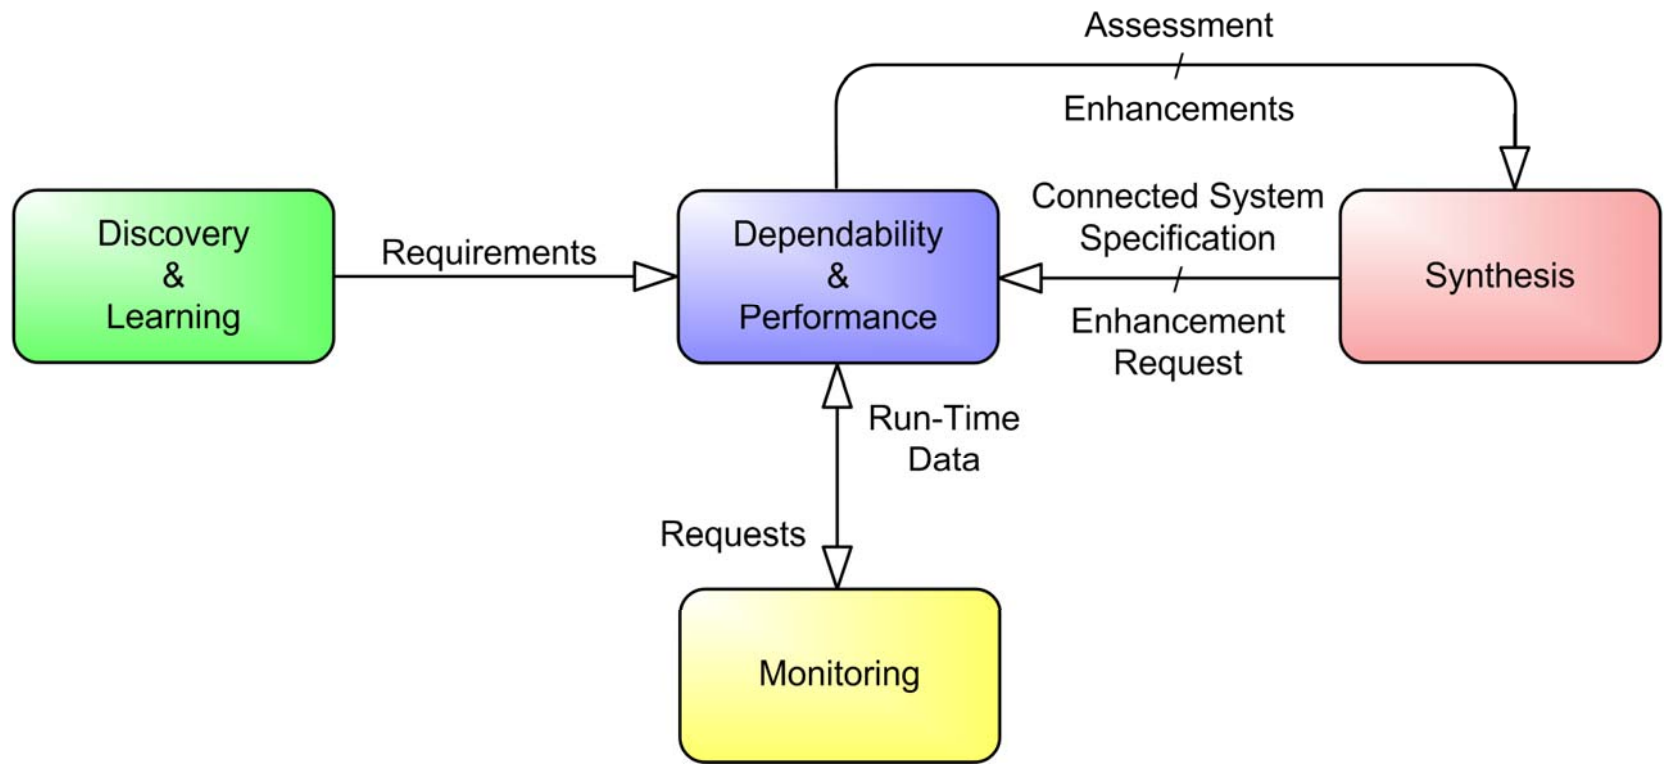 Assessment
Enhancements
Discovery
&
Learning
Requirements
Dependability
&
Performance
Connected System
Specification
Enhancement
Request
Synthesis
Run-Time
Data
Requests
Monitoring